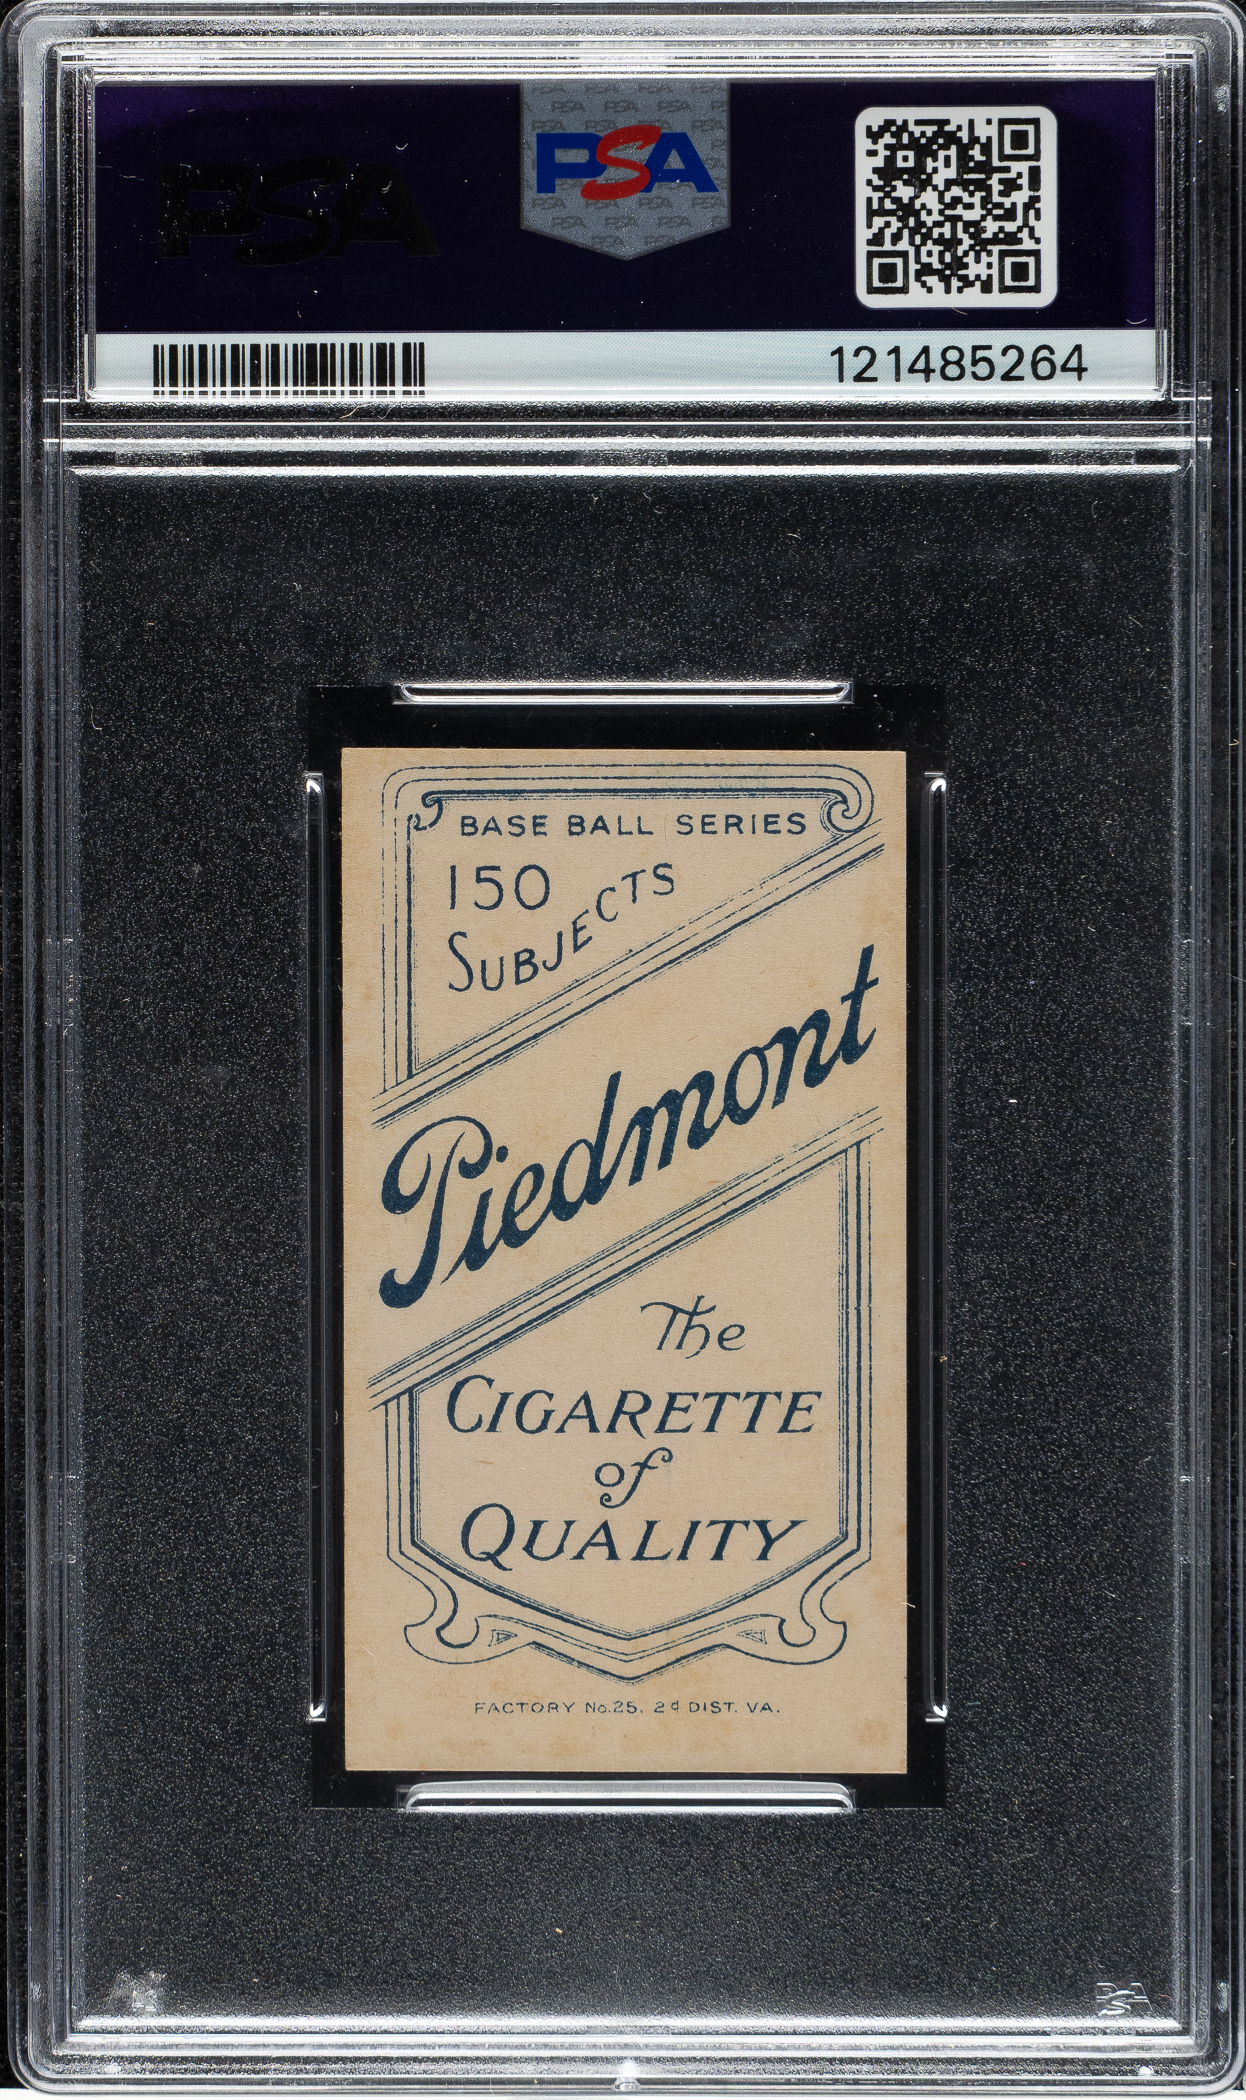 PSA
PSA
121485264
BASE BALL SERIES
150
SUBJECTS
Piedmont
The
CIGARETTE
of
QUALITY
FACTORY No. 25, 2d DIST. VA.
PSA